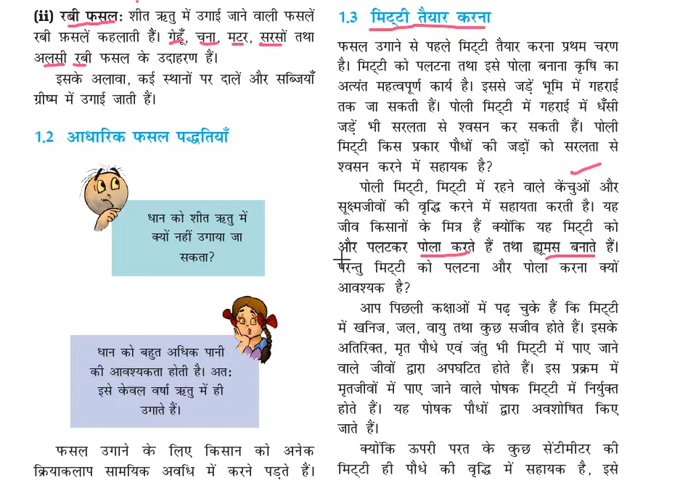 (ii) रबी फसल: शीत ऋतु में उगाई जाने वाली फसलें
रबी फ़सलें कहलाती हैं। गेहूँ, चना, मटर, सरसों तथा
अलसी रबी फसल के उदाहरण हैं।
इसके अलावा, कई स्थानों पर दालें और सब्जियाँ
ग्रीष्म में उगाई जाती हैं।
1.2 आधारिक फसल पद्धतियाँ
धान को शीत ऋतु में
क्यों नहीं उगाया जा
सकता?
धान को बहुत अधिक पानी
की आवश्यकता होती है। अत:
इसे केवल वर्षा ऋतु में ही
उगाते हैं।
फसल उगाने के लिए किसान को अनेक
क्रियाकलाप सामयिक अवधि में करने पड़ते हैं।
1.3 मिट्टी तैयार करना
फसल उगाने से पहले मिट्टी तैयार करना प्रथम चरण
है। मिट्टी को पलटना तथा इसे पोला बनाना कृषि का
अत्यंत महत्वपूर्ण कार्य है। इससे जड़ें भूमि में गहराई
तक जा सकती हैं। पोली मिट्टी में गहराई में धँसी
जड़ें भी सरलता से श्वसन कर सकती हैं। पोली
मिट्टी किस प्रकार पौधों की जड़ों को सरलता से
श्वसन करने में सहायक है?
पोली मिट्टी, मिट्टी में रहने वाले केंचुओं और
सूक्ष्मजीवों की वृद्धि करने में सहायता करती है। यह
जीव किसानों के मित्र हैं क्योंकि यह मिट्टी को
और पलटकर पोला करते हैं तथा ह्यूमस बनाते हैं।
परन्तु मिट्टी को पलटना और पोला करना क्यों
आवश्यक है?
आप पिछली कक्षाओं में पढ़ चुके हैं कि मिट्टी
में खनिज, जल, वायु तथा कुछ सजीव होते हैं। इसके
अतिरिक्त, मृत पौधे एवं जंतु भी मिट्टी में पाए जाने
वाले जीवों द्वारा अपघटित होते हैं। इस प्रक्रम में
मृतजीवों में पाए जाने वाले पोषक मिट्टी में निर्मुक्त
होते हैं। यह पोषक पौधों द्वारा अवशोषित किए
जाते हैं।
क्योंकि ऊपरी परत के कुछ सेंटीमीटर की
मिट्टी ही पौधे की वृद्धि में सहायक है, इसे